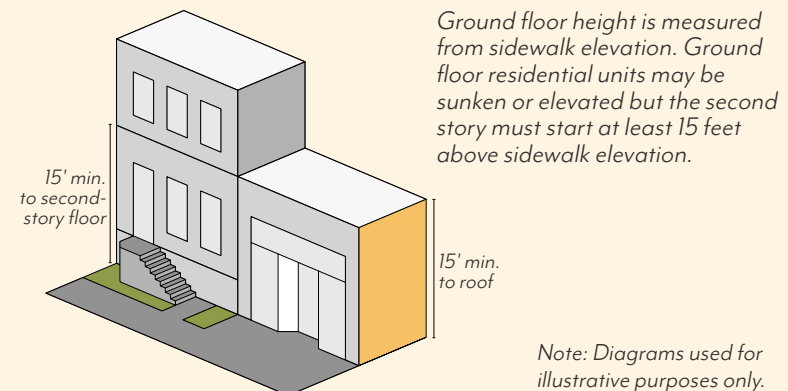 Ground floor height is measured
from sidewalk elevation. Ground
floor residential units may be
sunken or elevated but the second
story must start at least 15 feet
above sidewalk elevation.
15' min.
to second-
story floor
15' min.
to roof
Note: Diagrams used for
illustrative purposes only.